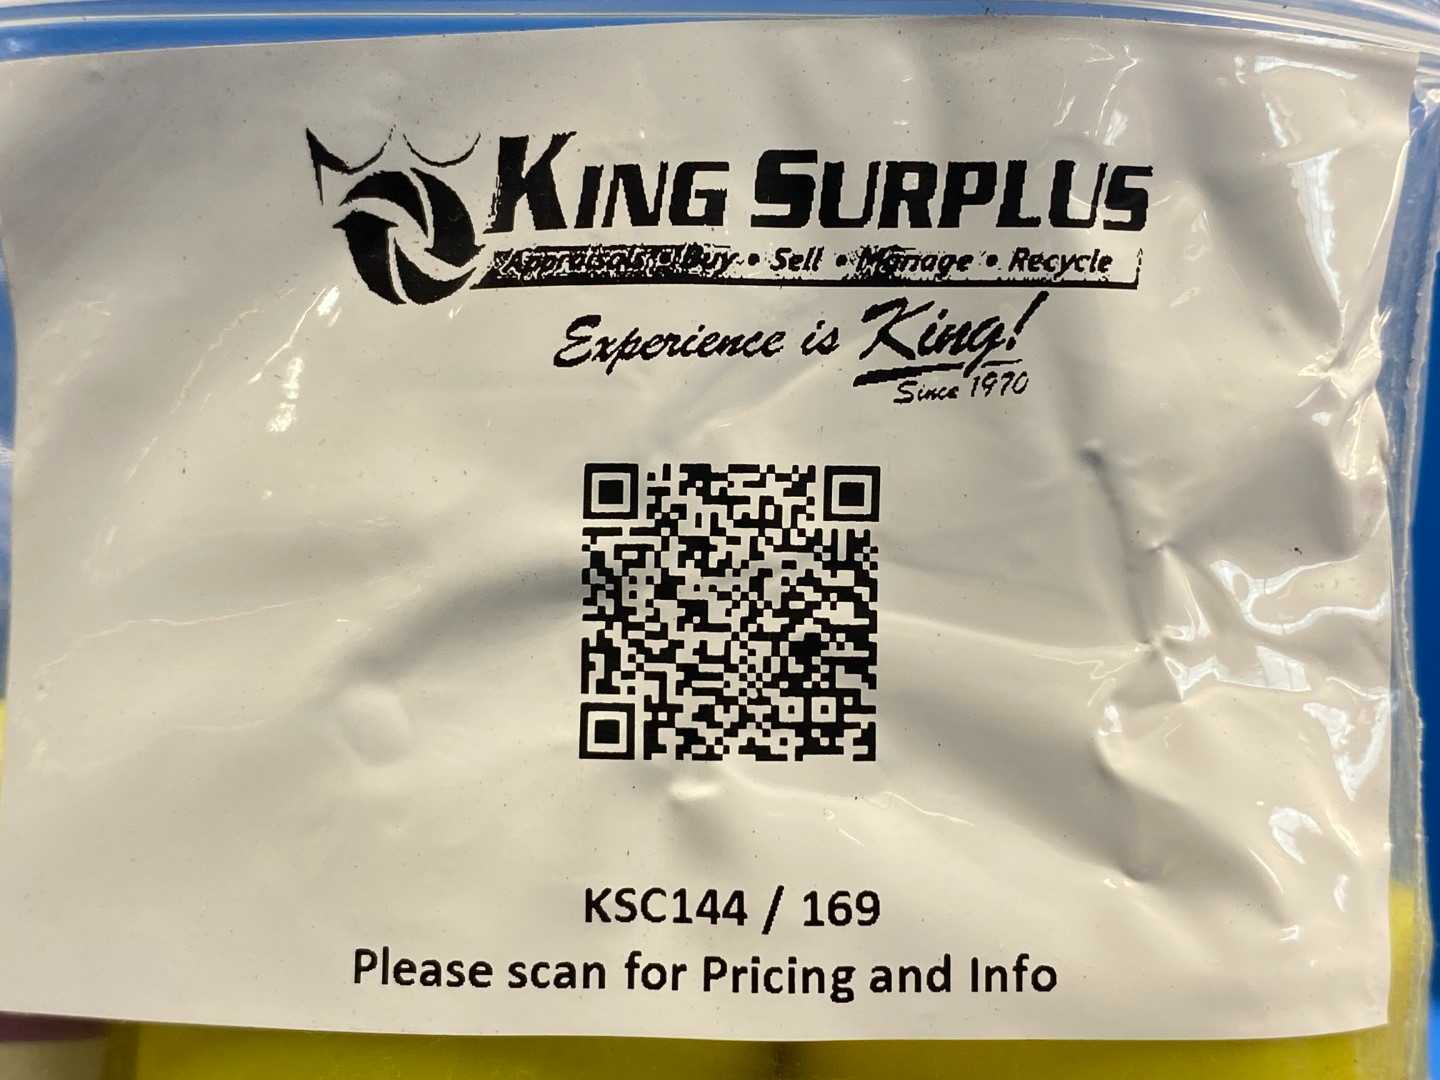 KING SURPLUS
Appraisals • Buy • Sell • Manage • Recycle
Experience is King!
Since 1970
KSC144 / 169
Please scan for Pricing and Info